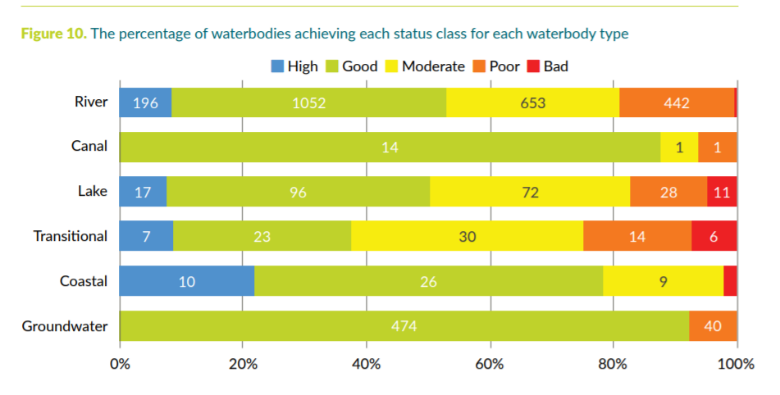 Figure 10. The percentage of waterbodies achieving each status class for each waterbody type
High Good Moderate Poor Bad
River 196 1052 653 442
Canal 14 1 1
Lake 17 96 72 28 11
Transitional 7 23 30 14 6
Coastal 10 26 9
Groundwater 474 40
0% 20% 40% 60% 80% 100%